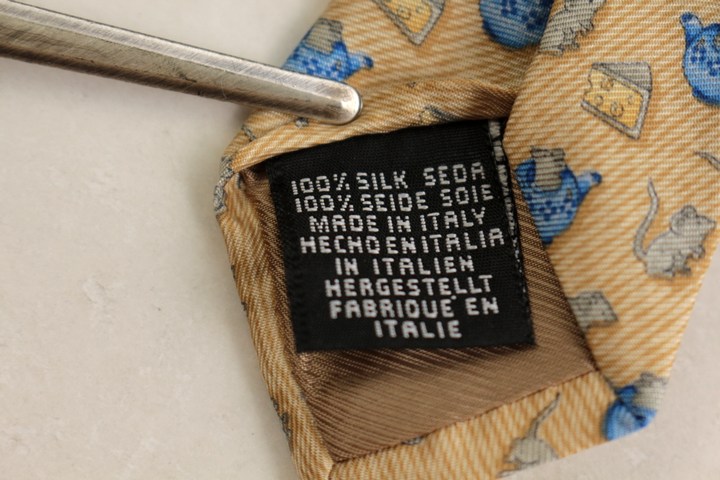 100% SILK SEDA
100% SEIDE SOIE
MADE IN ITALY
HECHO EN ITALIA
IN ITALIEN
HERGESTELLT
FABRIQUE EN
ITALIE